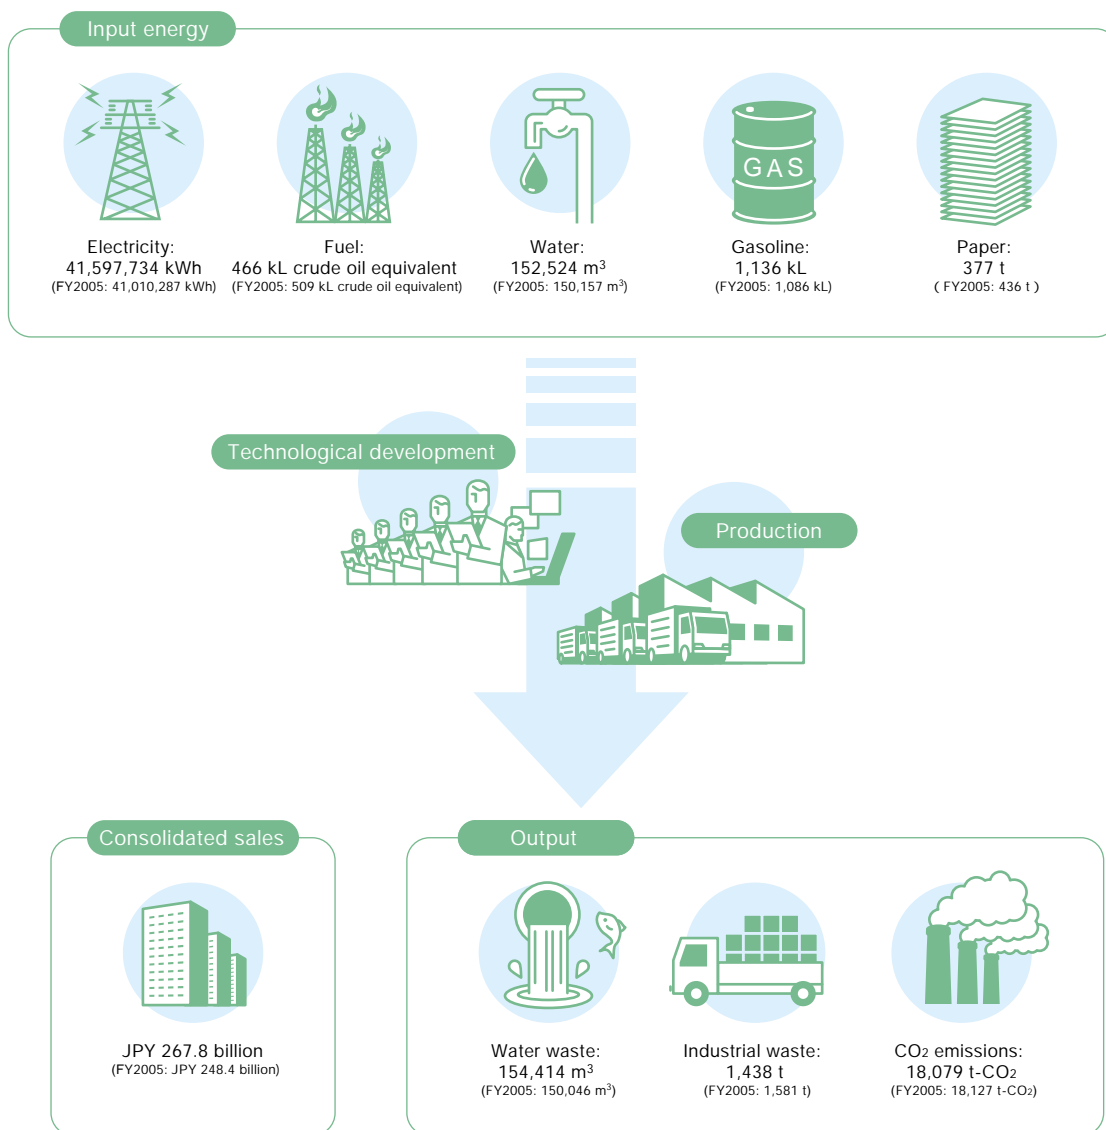 Input energy
GAS
Electricity:
41,597,734 kWh
(FY2005: 41,010,287 kWh)
Fuel:
466 kL crude oil equivalent
(FY2005: 509 kL crude oil equivalent)
Water:
152,524 m³
(FY2005: 150,157 m³)
Gasoline:
1,136 kL
(FY2005: 1,086 kL)
Paper:
377 t
( FY2005: 436 t )
Technological development
Production
Consolidated sales
JPY 267.8 billion
(FY2005: JPY 248.4 billion)
Output
Water waste:
154,414 m³
(FY2005: 150,046 m³)
Industrial waste:
1,438 t
(FY2005: 1,581 t)
CO₂ emissions:
18,079 t-CO₂
(FY2005: 18,127 t-CO₂)